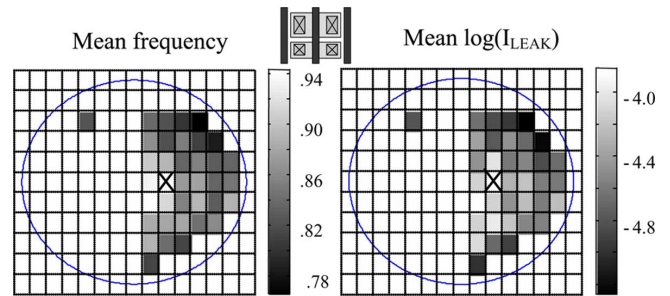 Mean frequency
Mean log(I_LEAK)
.94
.90
.86
.82
.78
X
X
- 4.0
- 4.4
- 4.8